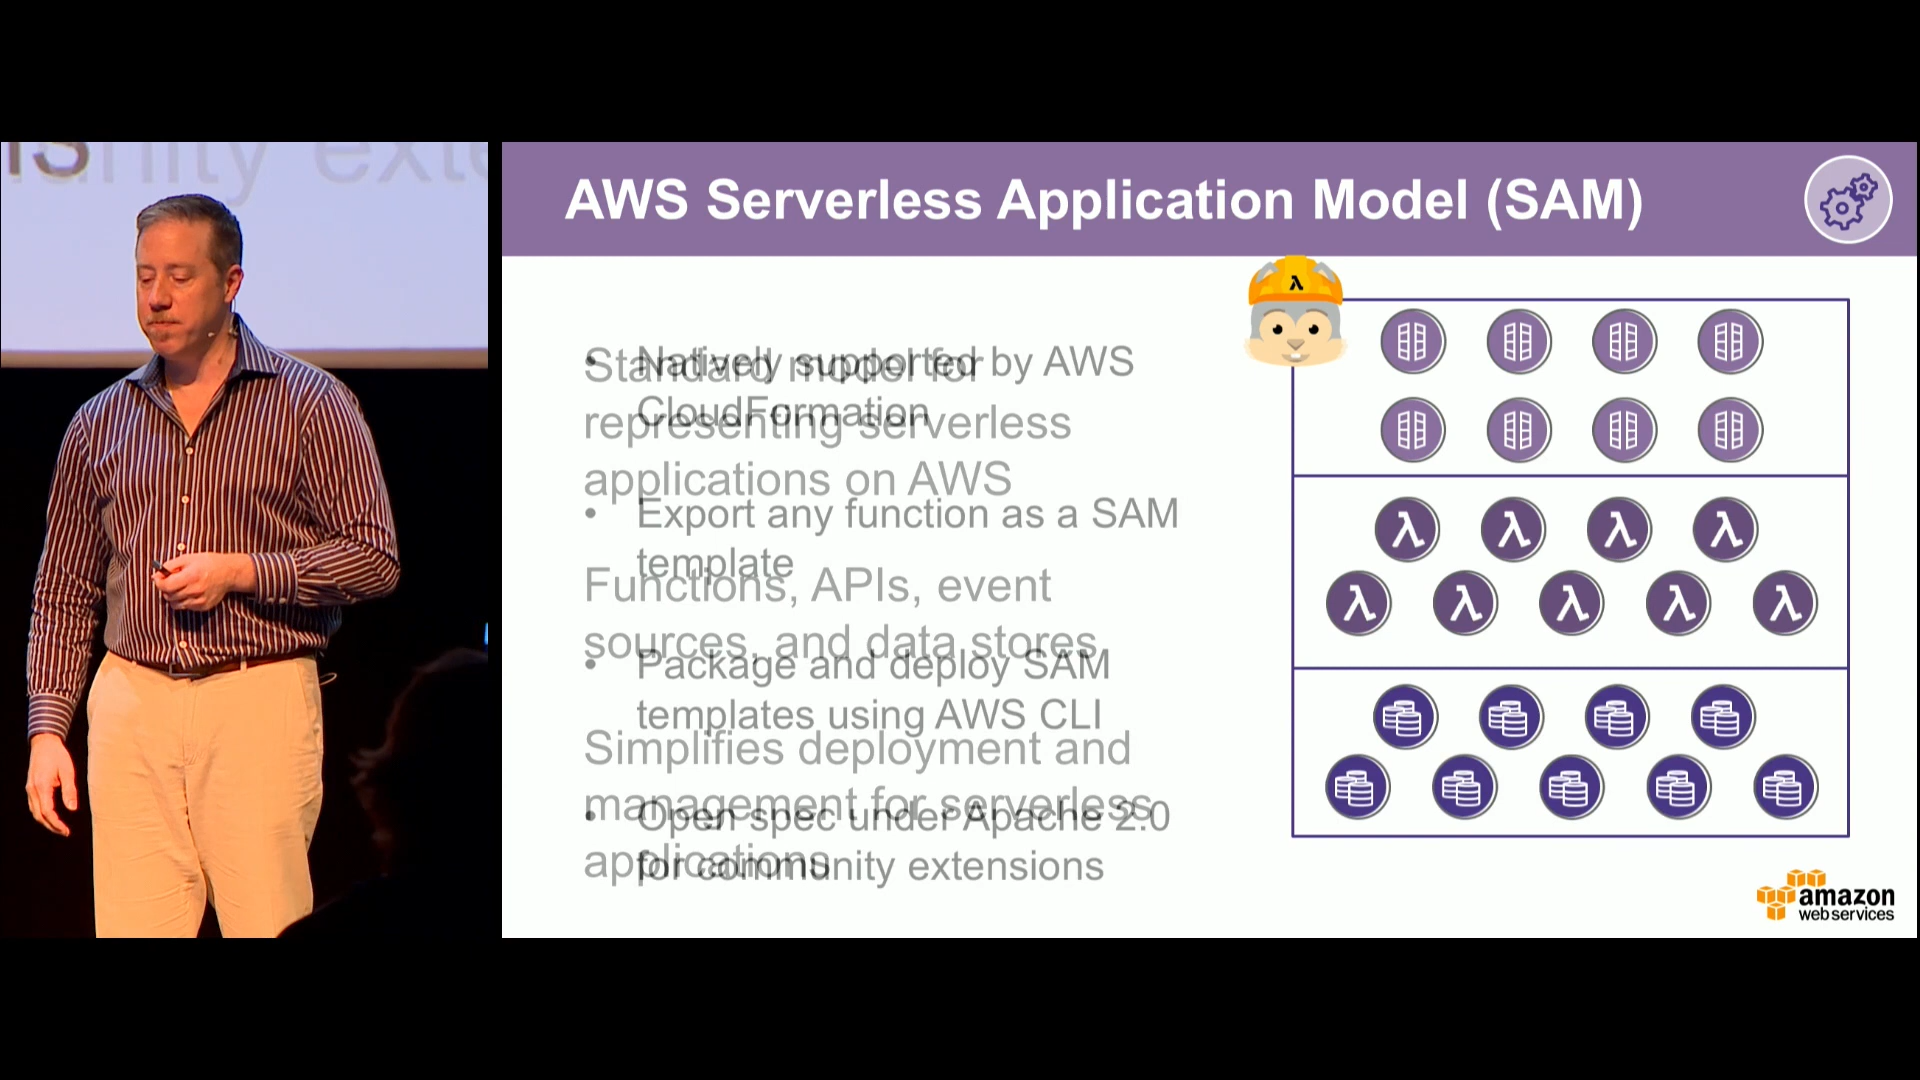 isnity exte
AWS Serverless Application Model (SAM)
Standard model for
representing serverless
applications on AWS
Functions, APIs, event
sources, and data stores
Simplifies deployment and
management for serverless
applications
• Natively supported by AWS
CloudFormation
• Export any function as a SAM
template
• Package and deploy SAM
templates using AWS CLI
• Open spec under Apache 2.0
for community extensions
λ
λ λ λ λ
λ λ λ λ λ
amazon
web services